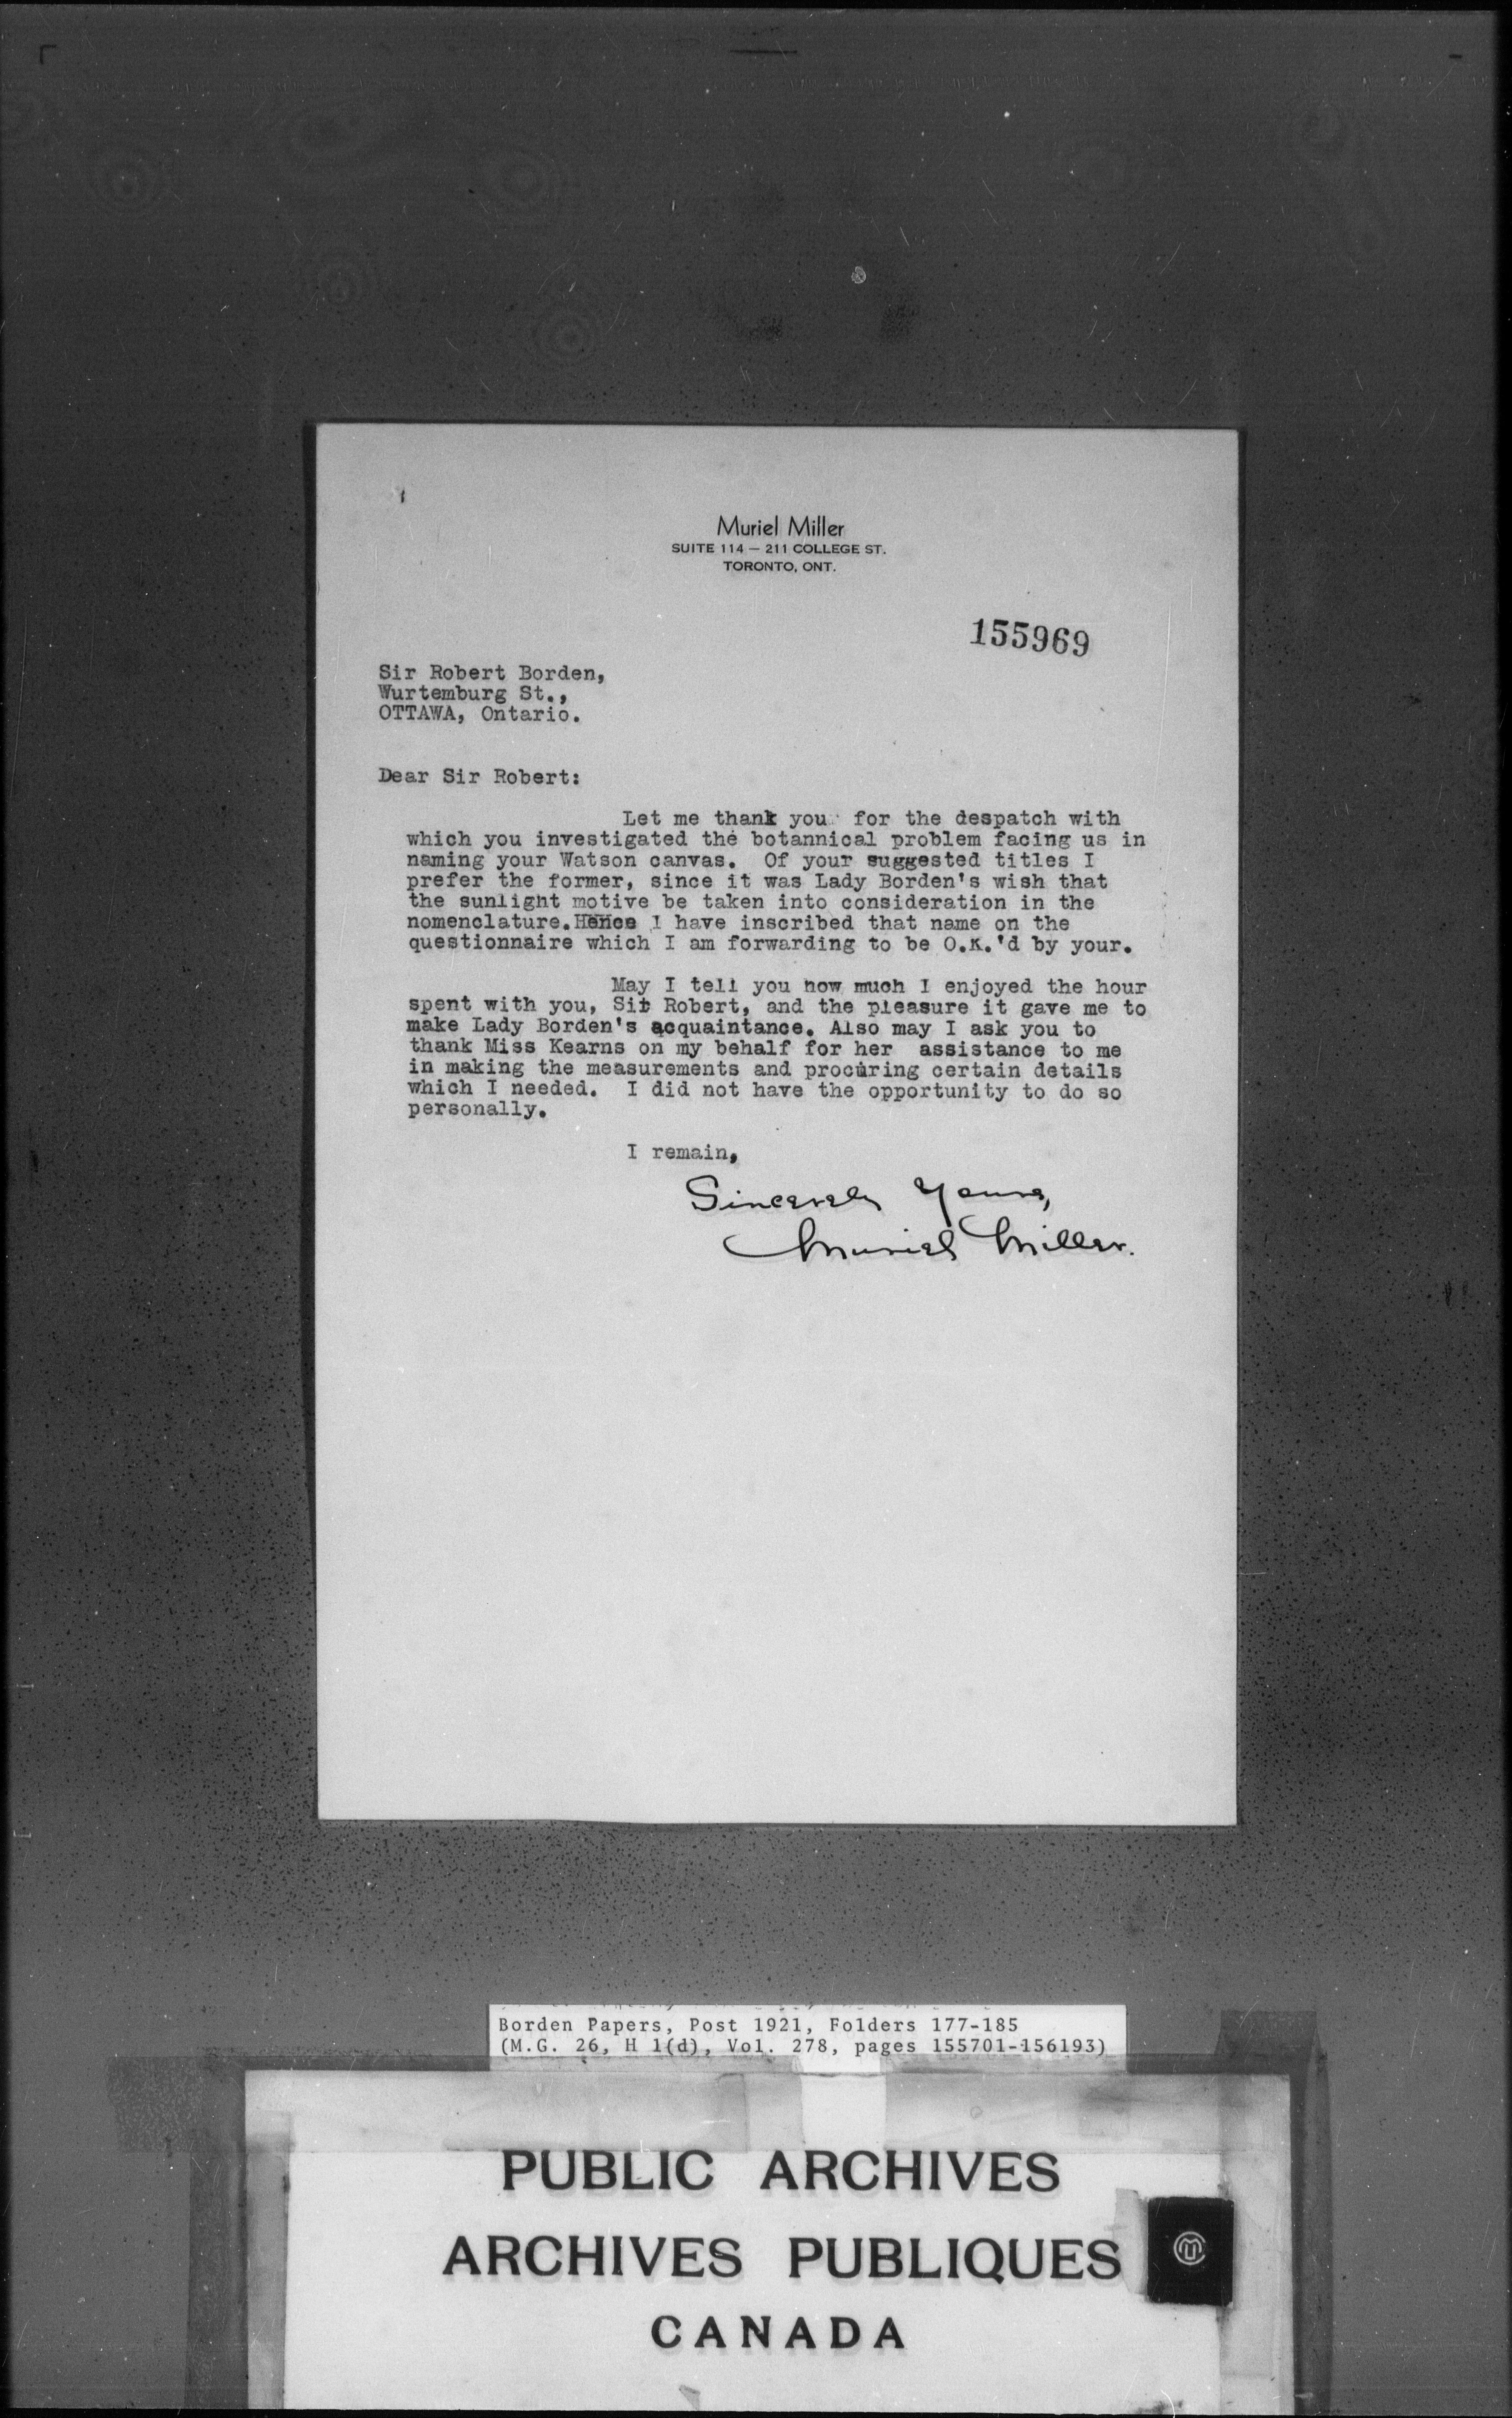 Muriel Miller
SUITE 114 — 211 COLLEGE ST.
TORONTO, ONT.
155969
Sir Robert Borden,
Wurtemburg St.,
OTTAWA, Ontario.
Dear Sir Robert:
Let me thank you for the despatch with
which you investigated the botannical problem facing us in
naming your Watson canvas. Of your suggested titles I
prefer the former, since it was Lady Borden's wish that
the sunlight motive be taken into consideration in the
nomenclature.Hence I have inscribed that name on the
questionnaire which I am forwarding to be O.K.'d by your.
May I tell you how much I enjoyed the hour
spent with you, Sir Robert, and the pleasure it gave me to
make Lady Borden's acquaintance. Also may I ask you to
thank Miss Kearns on my behalf for her assistance to me
in making the measurements and procuring certain details
which I needed. I did not have the opportunity to do so
personally.
I remain,
Sincerely Yours,
Muriel Miller.
Borden Papers, Post 1921, Folders 177-185
(M.G. 26, H 1(d), Vol. 278, pages 155701-156193)
PUBLIC ARCHIVES
ARCHIVES PUBLIQUES
CANADA